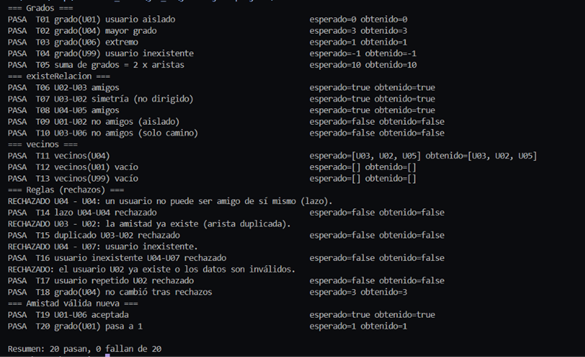 === Grados ===
PASA  T01 grado(U01) usuario aislado  esperado=0 obtenido=0
PASA  T02 grado(U04) mayor grado  esperado=3 obtenido=3
PASA  T03 grado(U06) extremo  esperado=1 obtenido=1
PASA  T04 grado(U99) usuario inexistente  esperado=-1 obtenido=-1
PASA  T05 suma de grados = 2 x aristas  esperado=10 obtenido=10
=== existeRelacion ===
PASA  T06 U02-U03 amigos  esperado=true obtenido=true
PASA  T07 U03-U02 simetría (no dirigido)  esperado=true obtenido=true
PASA  T08 U04-U05 amigos  esperado=true obtenido=true
PASA  T09 U01-U02 no amigos (aislado)  esperado=false obtenido=false
PASA  T10 U03-U06 no amigos (solo camino)  esperado=false obtenido=false
=== vecinos ===
PASA  T11 vecinos(U04)  esperado=[U03, U02, U05] obtenido=[U03, U02, U05]
PASA  T12 vecinos(U01) vacío  esperado=[] obtenido=[]
PASA  T13 vecinos(U99) vacío  esperado=[] obtenido=[]
=== Reglas (rechazos) ===
RECHAZADO U04 - U04: un usuario no puede ser amigo de sí mismo (lazo).
PASA  T14 lazo U04-U04 rechazado  esperado=false obtenido=false
RECHAZADO U03 - U02: la amistad ya existe (arista duplicada).
PASA  T15 duplicado U03-U02 rechazado  esperado=false obtenido=false
RECHAZADO U04 - U07: usuario inexistente.
PASA  T16 usuario inexistente U04-U07 rechazado  esperado=false obtenido=false
RECHAZADO: el usuario U02 ya existe o los datos son inválidos.
PASA  T17 usuario repetido U02 rechazado  esperado=false obtenido=false
PASA  T18 grado(U04) no cambió tras rechazos  esperado=3 obtenido=3
=== Amistad válida nueva ===
PASA  T19 U01-U06 aceptada  esperado=true obtenido=true
PASA  T20 grado(U01) pasa a 1  esperado=1 obtenido=1
Resumen: 20 pasan, 0 fallan de 20